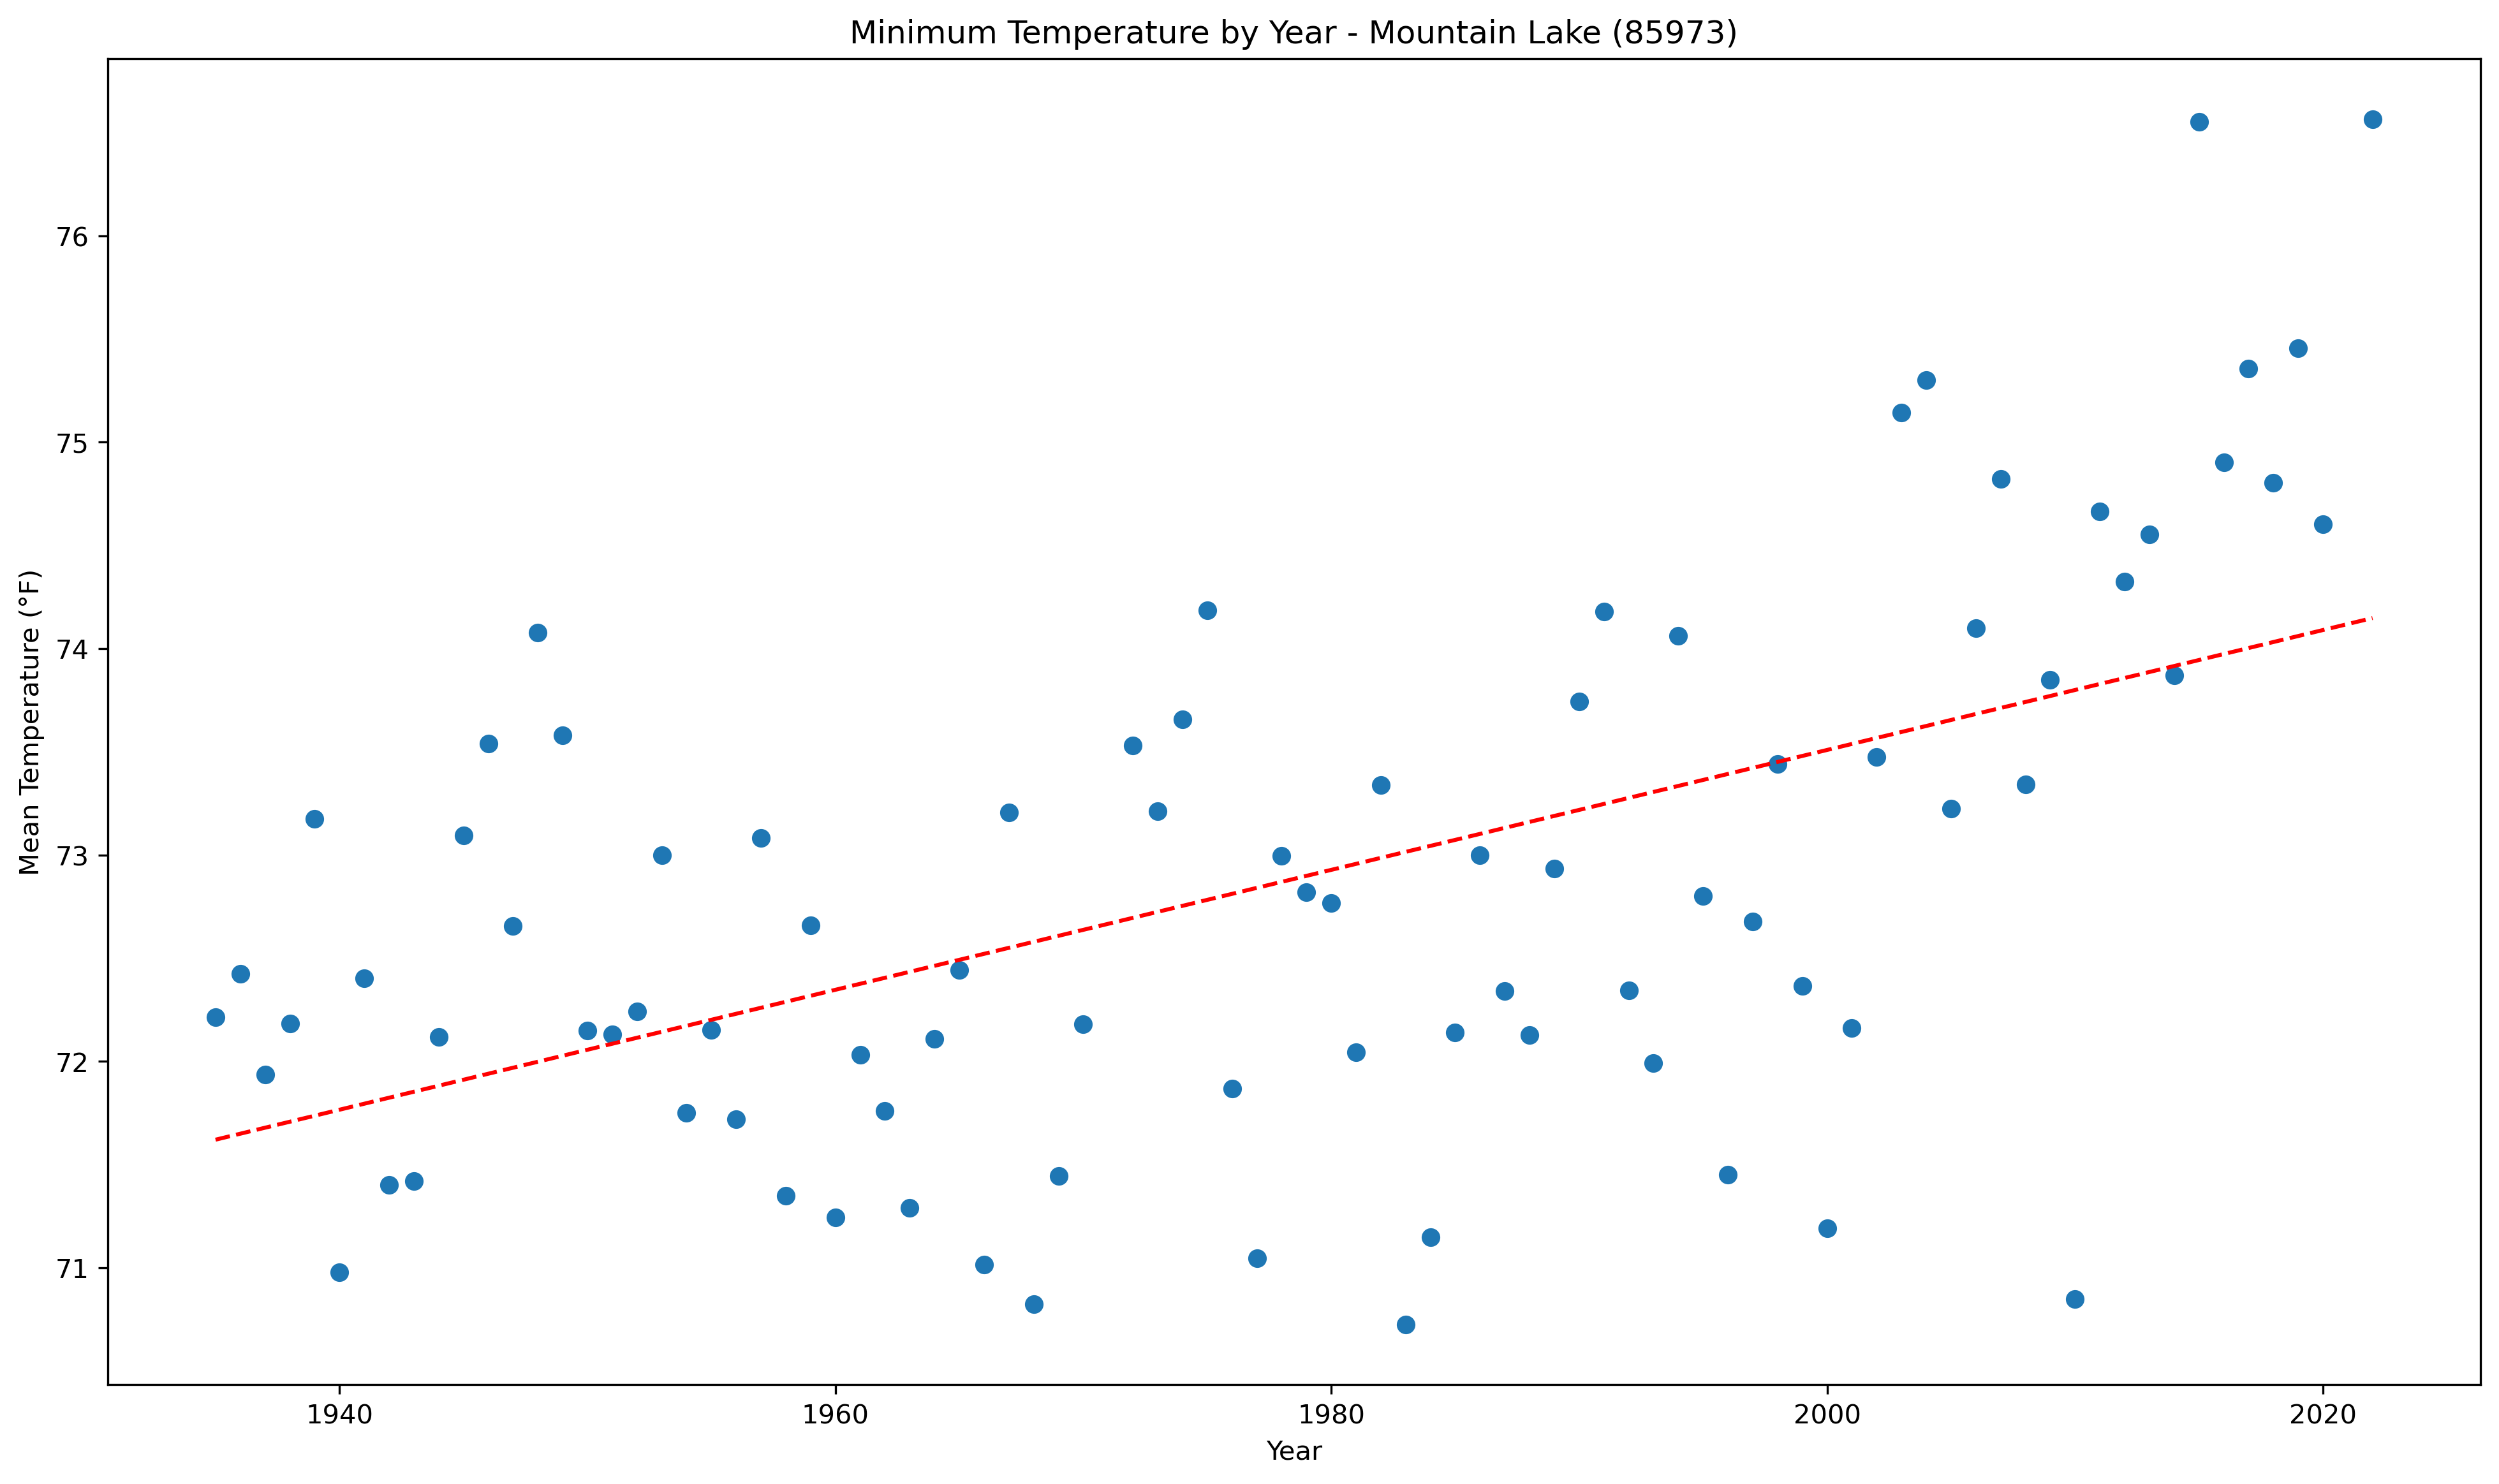 Minimum Temperature by Year - Mountain Lake (85973)
Mean Temperature (°F)
76
75
74
73
72
71
1940 1960 1980 2000 2020
Year